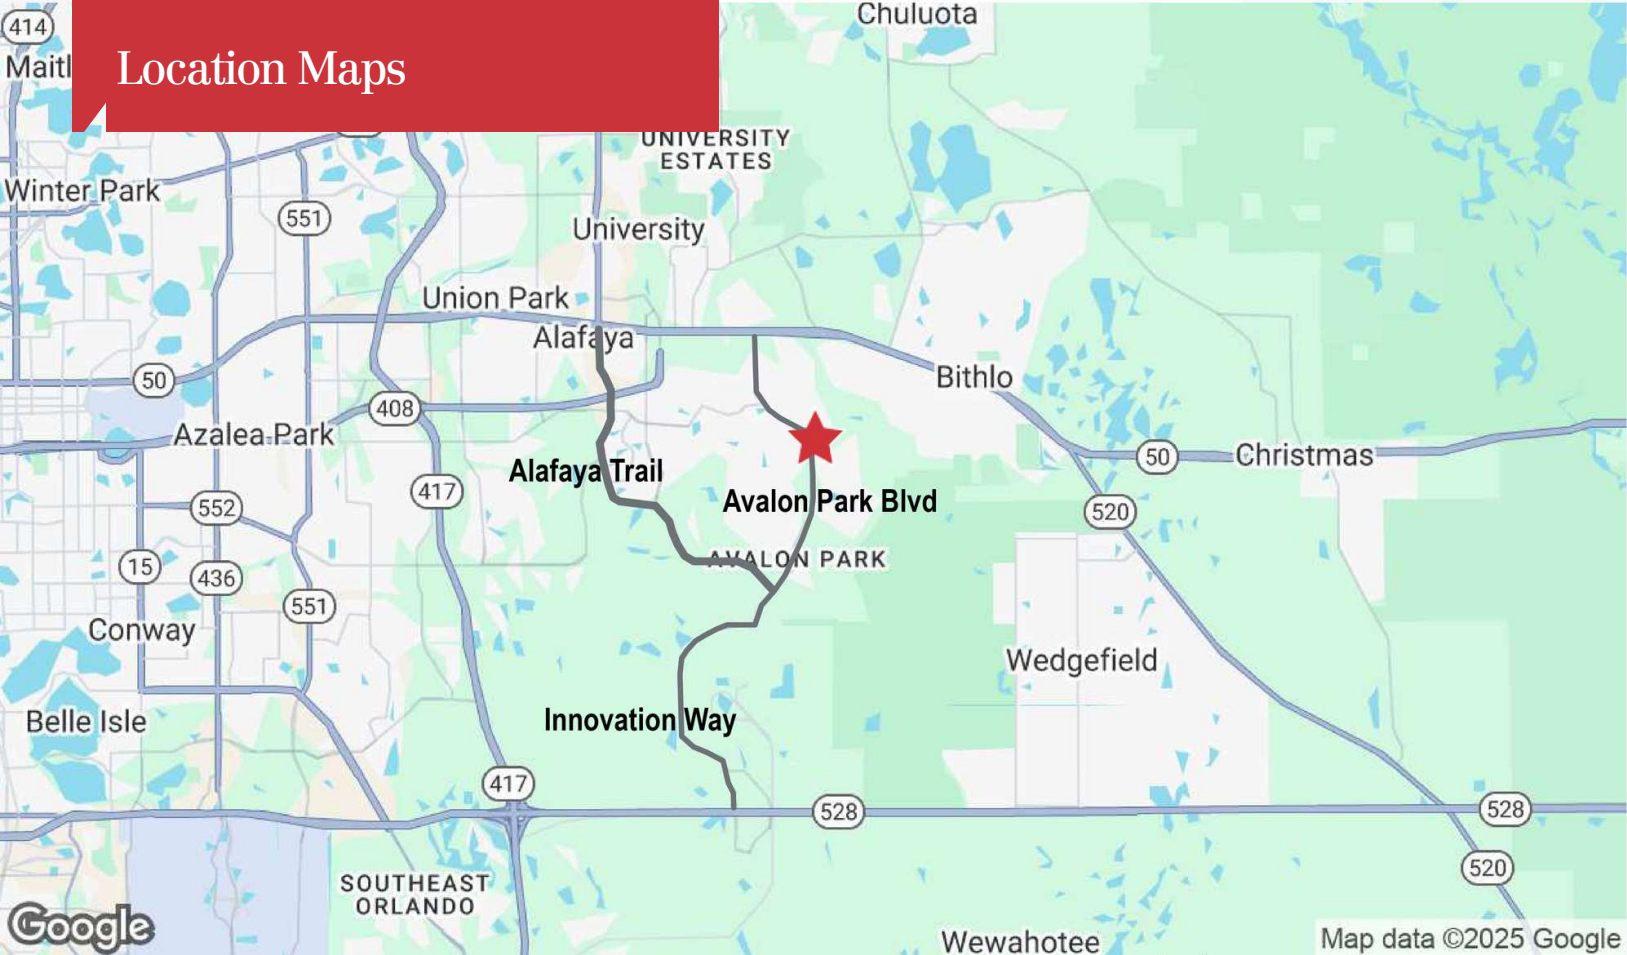 Location Maps
Chuluota
414
Maitl
UNIVERSITY
ESTATES
Winter Park
551
University
Union Park
Alafaya
50
Bithlo
408
Azalea Park
50
Christmas
Alafaya Trail
417
Avalon Park Blvd
552
520
AVALON PARK
15
436
551
Conway
Wedgefield
Belle Isle
Innovation Way
417
528
528
520
SOUTHEAST
ORLANDO
Google
Wewahotee
Map data ©2025 Google